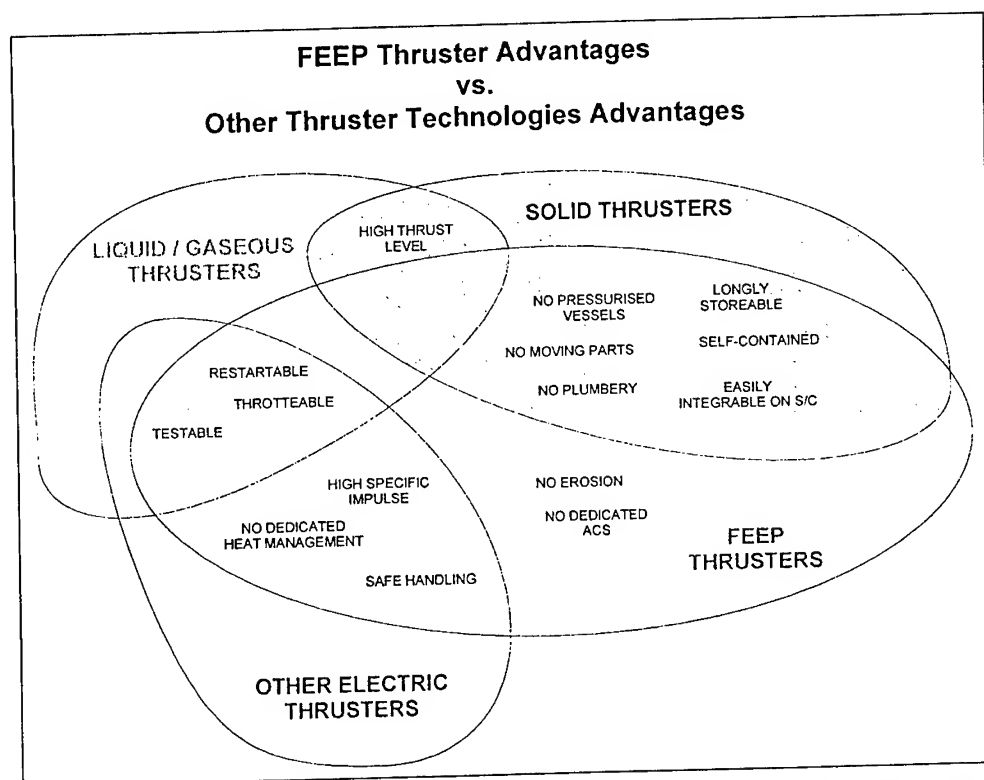 FEEP Thruster Advantages
vs.
Other Thruster Technologies Advantages
LIQUID / GASEOUS
THRUSTERS
HIGH THRUST
LEVEL
SOLID THRUSTERS
NO PRESSURISED
VESSELS
LONGLY
STOREABLE
NO MOVING PARTS
SELF-CONTAINED
NO PLUMBERY
EASILY
INTEGRABLE ON S/C
RESTARTABLE
THROTTEABLE
TESTABLE
HIGH SPECIFIC
IMPULSE
NO DEDICATED
HEAT MANAGEMENT
SAFE HANDLING
NO EROSION
NO DEDICATED
ACS
FEEP
THRUSTERS
OTHER ELECTRIC
THRUSTERS